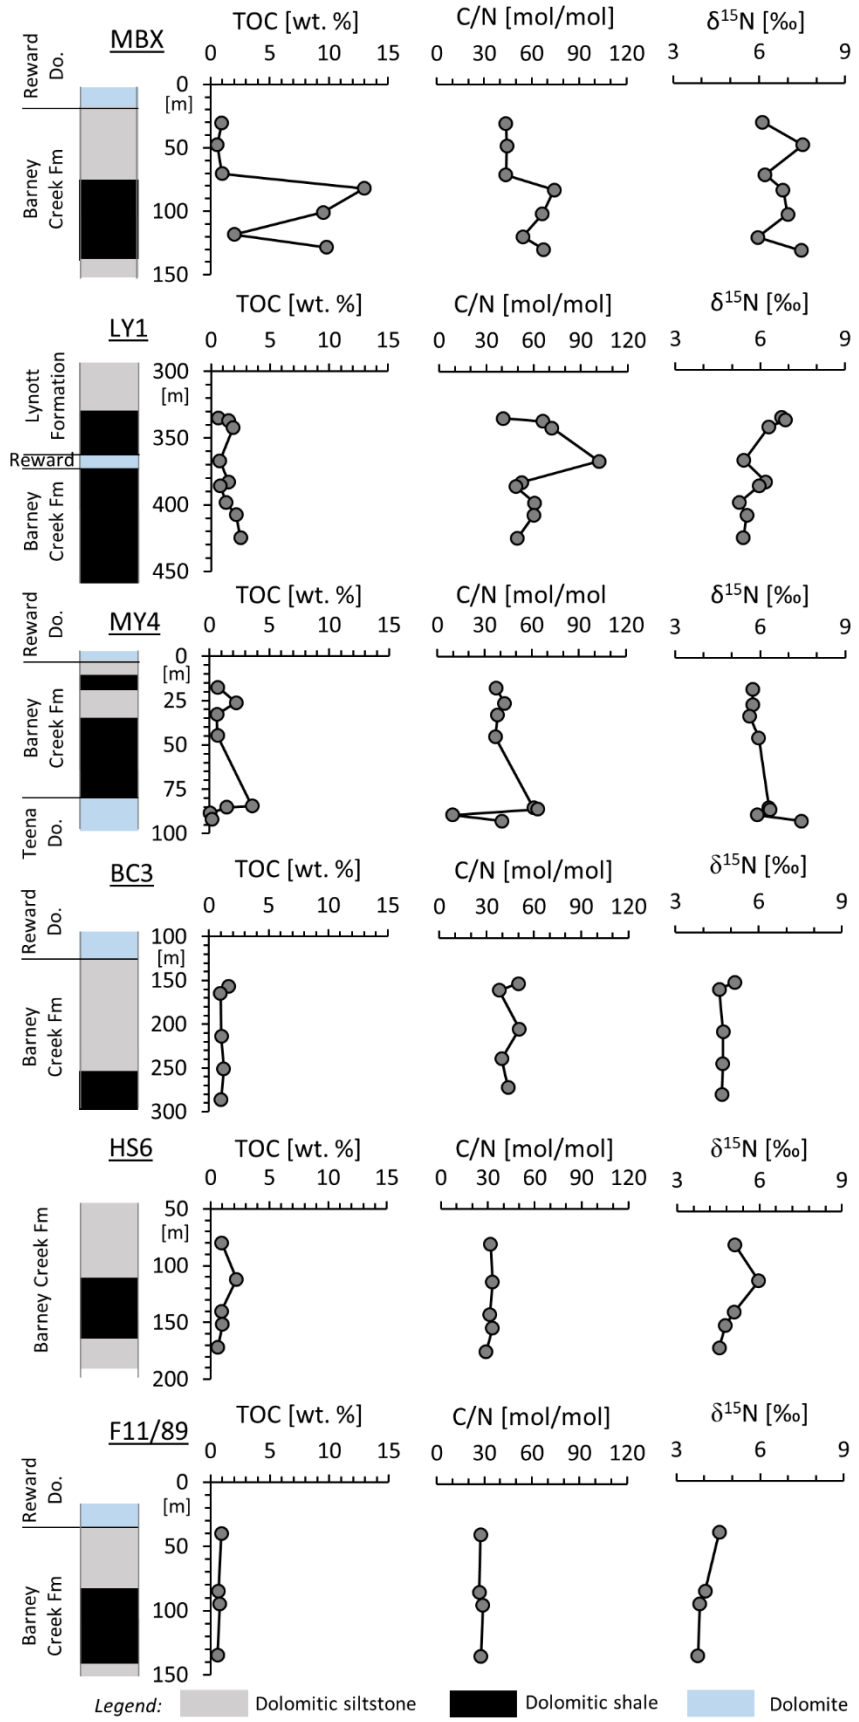 MBX
TOC [wt. %]
C/N [mol/mol]
δ15N [‰]
0 5 10 15
0 30 60 90 120
3 6 9
Reward
Do.
Barney
Creek Fm
0
[m]
50
100
150
LY1
TOC [wt. %]
C/N [mol/mol]
δ15N [‰]
0 5 10 15
0 30 60 90 120
3 6 9
Lynott
Formation
Reward
Barney
Creek Fm
300
[m]
350
400
450
MY4
TOC [wt. %]
C/N [mol/mol]
δ15N [‰]
0 5 10 15
0 30 60 90 120
3 6 9
Reward
Do.
Barney
Creek Fm
Teena
Do.
0
[m]
25
50
75
100
BC3
TOC [wt. %]
C/N [mol/mol]
δ15N [‰]
0 5 10 15
0 30 60 90 120
3 6 9
Reward
Do.
Barney
Creek Fm
100
[m]
150
200
250
300
HS6
TOC [wt. %]
C/N [mol/mol]
δ15N [‰]
0 5 10 15
0 30 60 90 120
3 6 9
Barney Creek Fm
50
[m]
100
150
200
F11/89
TOC [wt. %]
C/N [mol/mol]
δ15N [‰]
0 5 10 15
0 30 60 90 120
3 6 9
Reward
Do.
Barney
Creek Fm
0
[m]
50
100
150
Legend: Dolomitic siltstone Dolomitic shale Dolomite